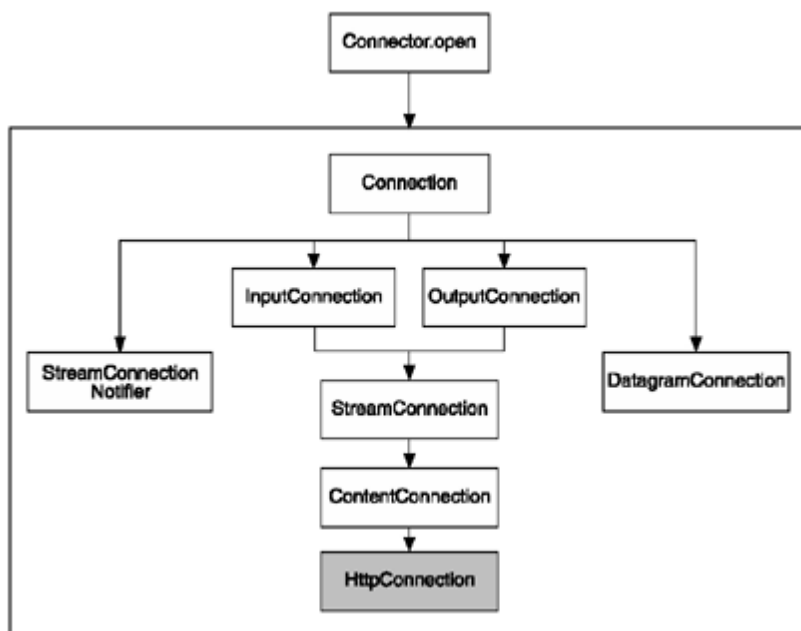 Connector.open
Connection
InputConnection
OutputConnection
StreamConnection
Notifier
DatagramConnection
StreamConnection
ContentConnection
HttpConnection